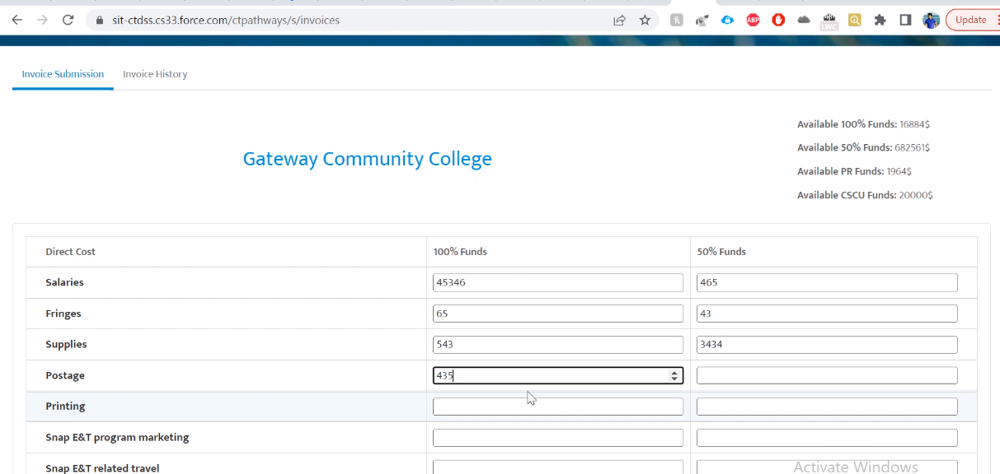 sit-ctdss.cs33.force.com/ctpathways/s/invoices
ABP
LWC
Update
Invoice Submission Invoice History
Available 100% Funds: 16884$
Available 50% Funds: 682561$
Gateway Community College
Available PR Funds: 1964$
Available CSCU Funds: 20000$
Direct Cost 100% Funds 50% Funds
Salaries 45346 465
Fringes 65 43
Supplies 543 3434
Postage 435
Printing
Snap E&T program marketing
Snap E&T related travel
Activate Windows